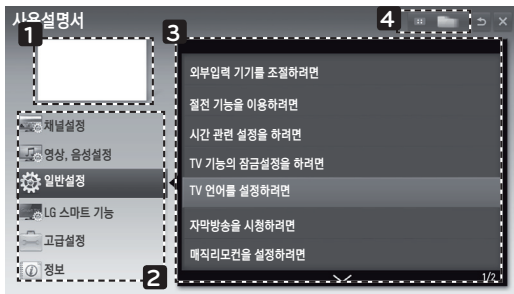 사용설명서
1
3
4
외부입력 기기를 조절하려면
절전 기능을 이용하려면
채널설정
시간 관련 설정을 하려면
영상, 음성설정
TV 기능의 잠금설정을 하려면
일반설정
TV 언어를 설정하려면
LG 스마트 기능
자막방송을 시청하려면
고급설정
매직리모컨을 설정하려면
정보
2
1/2